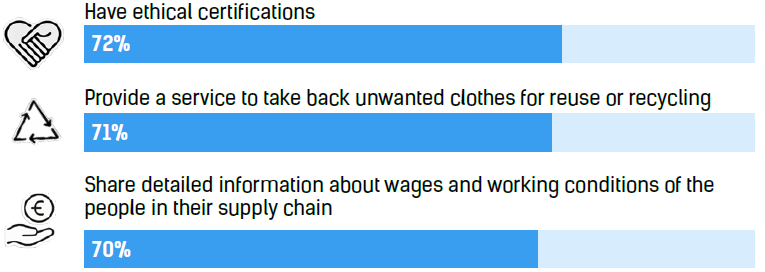 Have ethical certifications
72%
Provide a service to take back unwanted clothes for reuse or recycling
71%
Share detailed information about wages and working conditions of the
people in their supply chain
€
70%